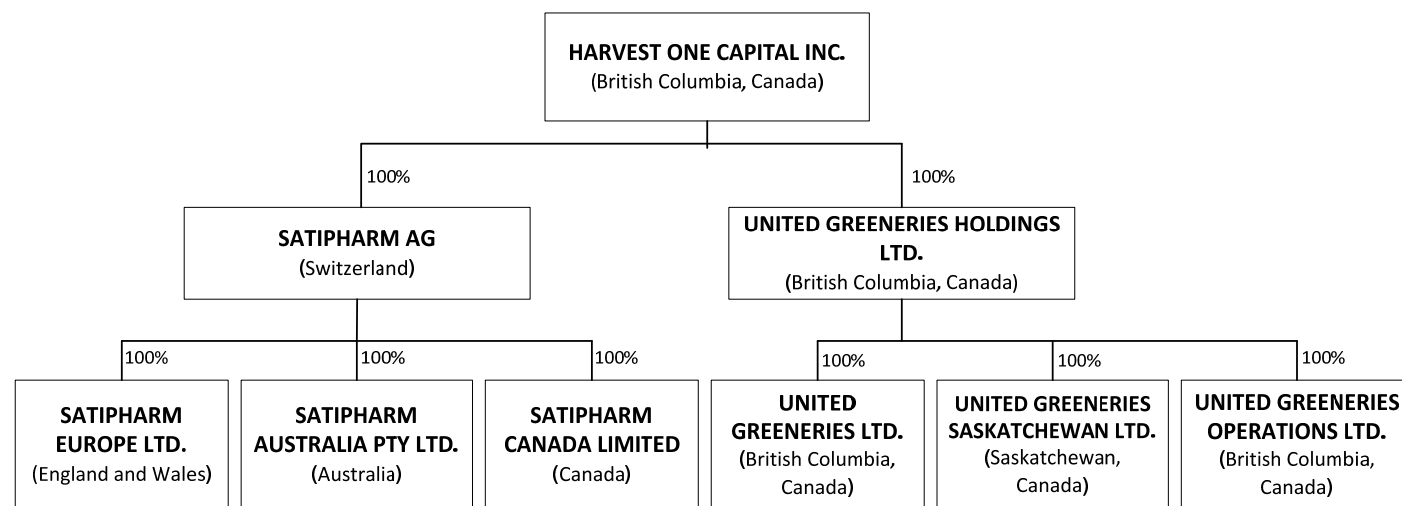 HARVEST ONE CAPITAL INC.
(British Columbia, Canada)
100%
100%
SATIPHARM AG
(Switzerland)
UNITED GREENERIES HOLDINGS
LTD.
(British Columbia, Canada)
100%
100%
100%
100%
100%
100%
SATIPHARM
EUROPE LTD.
(England and Wales)
SATIPHARM
AUSTRALIA PTY LTD.
(Australia)
SATIPHARM
CANADA LIMITED
(Canada)
UNITED
GREENERIES LTD.
(British Columbia,
Canada)
UNITED GREENERIES
SASKATCHEWAN LTD.
(Saskatchewan,
Canada)
UNITED GREENERIES
OPERATIONS LTD.
(British Columbia,
Canada)